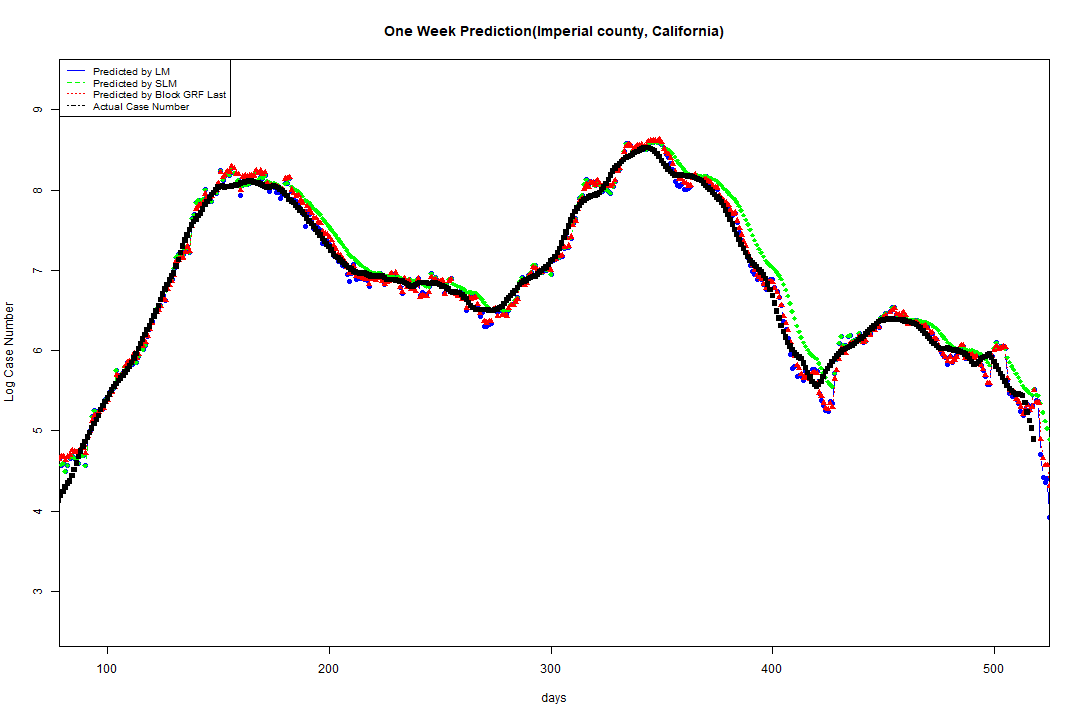 One Week Prediction(Imperial county, California)
Predicted by LM
Predicted by SLM
Predicted by Block GRF Last
Actual Case Number
Log Case Number
9
8
7
6
5
4
3
100 200 300 400 500
days